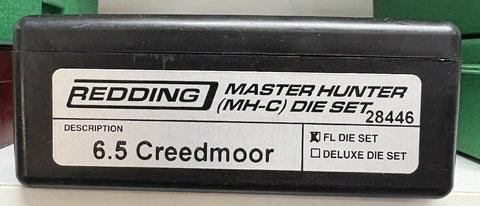 REDDING
MASTER HUNTER
(MH-C) DIE SET
28446
DESCRIPTION
6.5 Creedmoor
☒ FL DIE SET
☐ DELUXE DIE SET